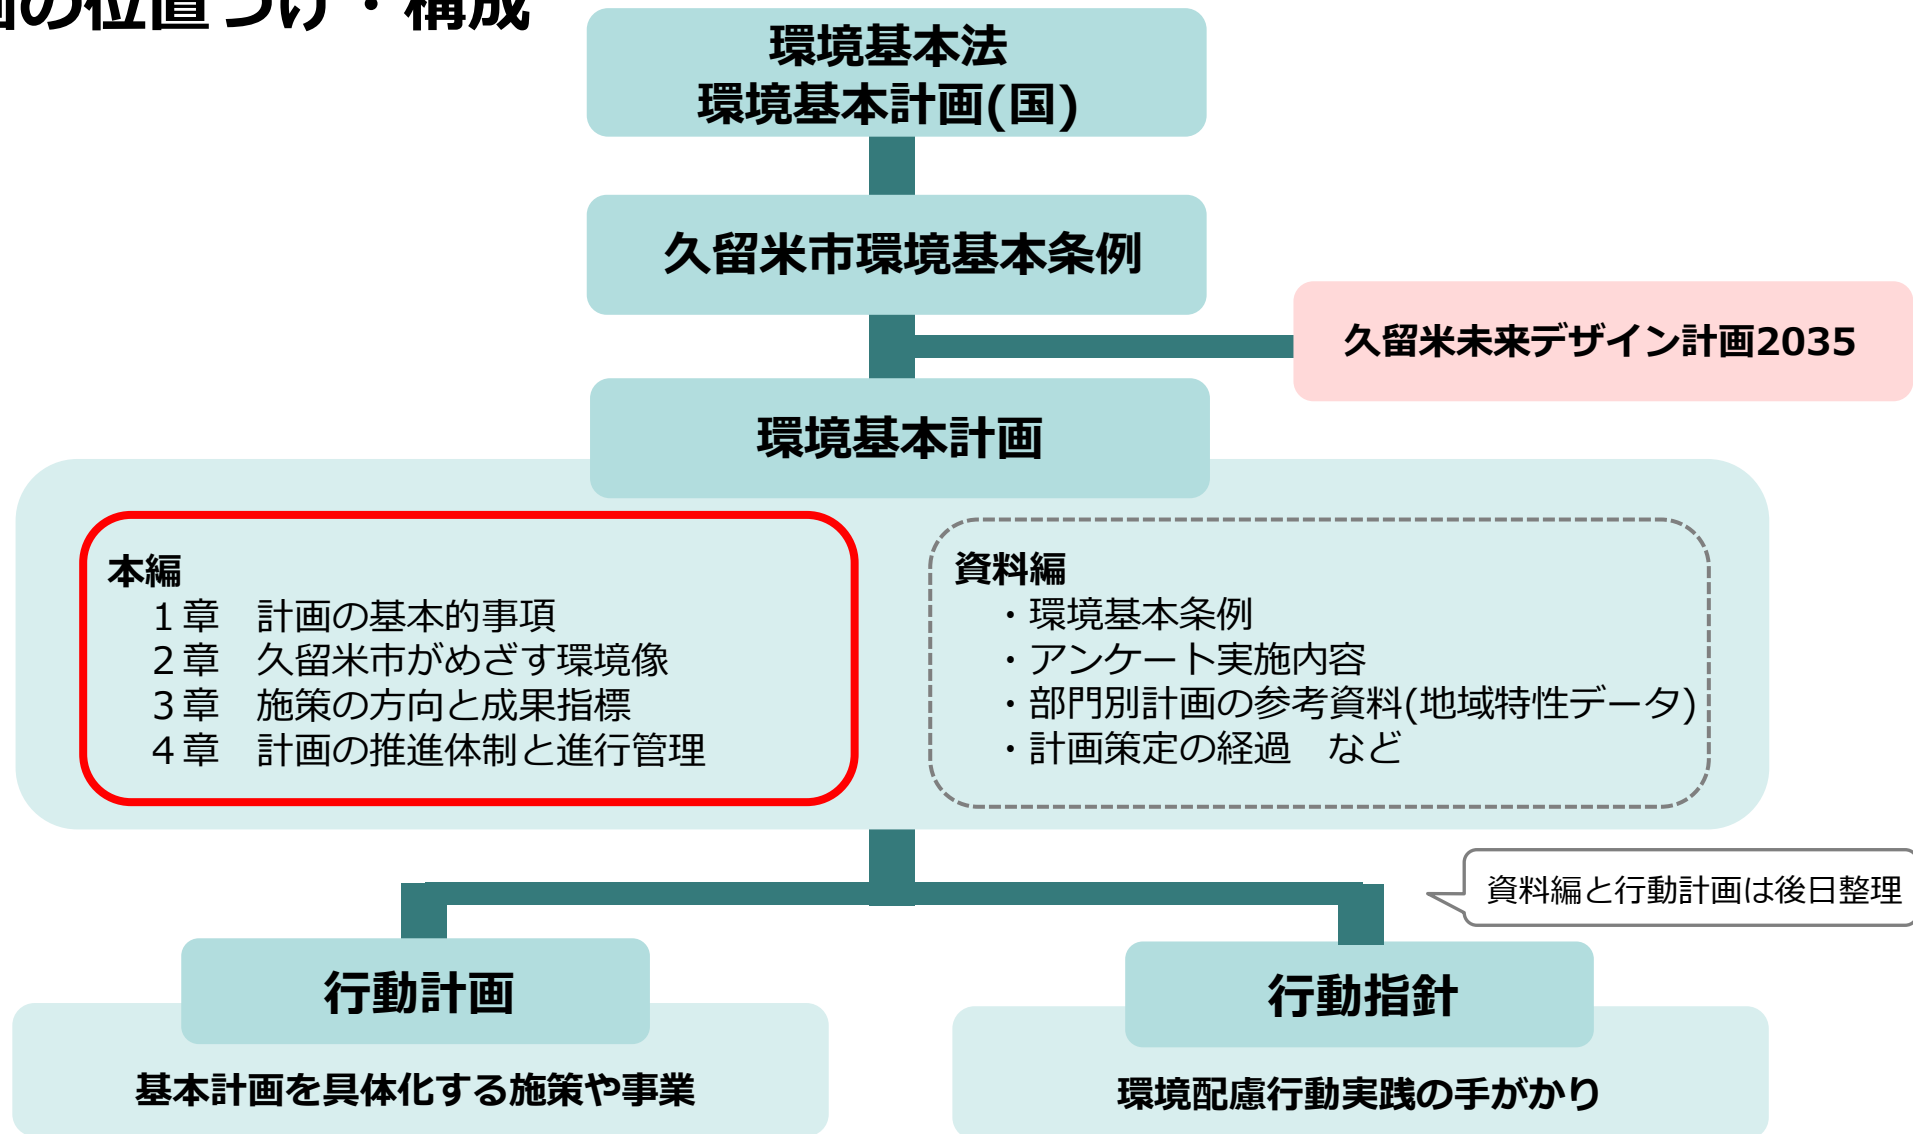 画の位置づけ・構成
環境基本法
環境基本計画(国)
久留米市環境基本条例
久留米未来デザイン計画2035
環境基本計画
本編
１章　計画の基本的事項
２章　久留米市がめざす環境像
３章　施策の方向と成果指標
４章　計画の推進体制と進行管理
資料編
・環境基本条例
・アンケート実施内容
・部門別計画の参考資料(地域特性データ)
・計画策定の経過　など
資料編と行動計画は後日整理
行動計画
基本計画を具体化する施策や事業
行動指針
環境配慮行動実践の手がかり